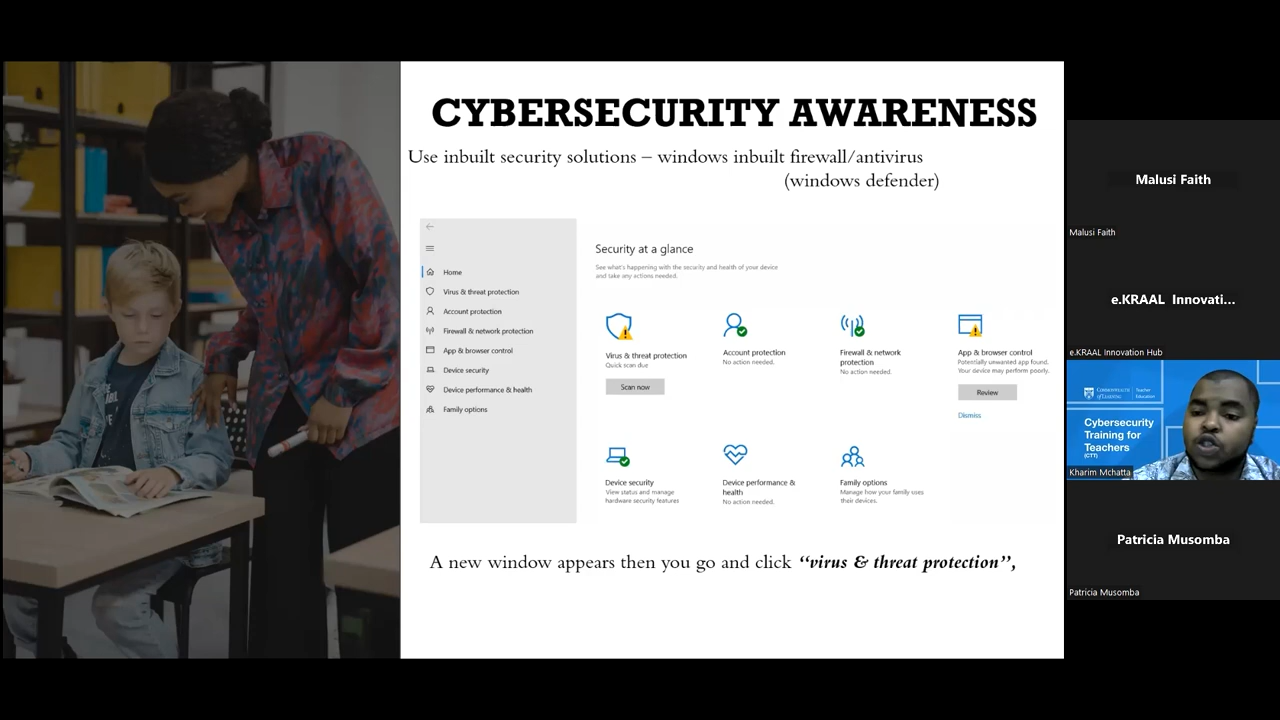 CYBERSECURITY AWARENESS
Use inbuilt security solutions – windows inbuilt firewall/antivirus
(windows defender)
Home
Virus & threat protection
Account protection
Firewall & network protection
App & browser control
Device security
Device performance & health
Family options
Security at a glance
See what's happening with the security and health of your device
and take any actions needed.
Virus & threat protection
Quick scan due
Scan now
Account protection
No action needed.
Firewall & network
protection
No action needed.
App & browser control
Potentially unwanted app found.
Your device may perform poorly.
Review
Dismiss
Device security
View status and manage
hardware security features
Device performance &
health
No action needed.
Family options
Manage how your family uses
their devices.
A new window appears then you go and click “virus & threat protection”,
Malusi Faith
Malusi Faith
e.KRAAL Innovati...
e.KRAAL Innovation Hub
Teacher
Education
Cybersecurity
Training for
Teachers
(CTT)
Kharim Mchatta
Patricia Musomba
Patricia Musomba